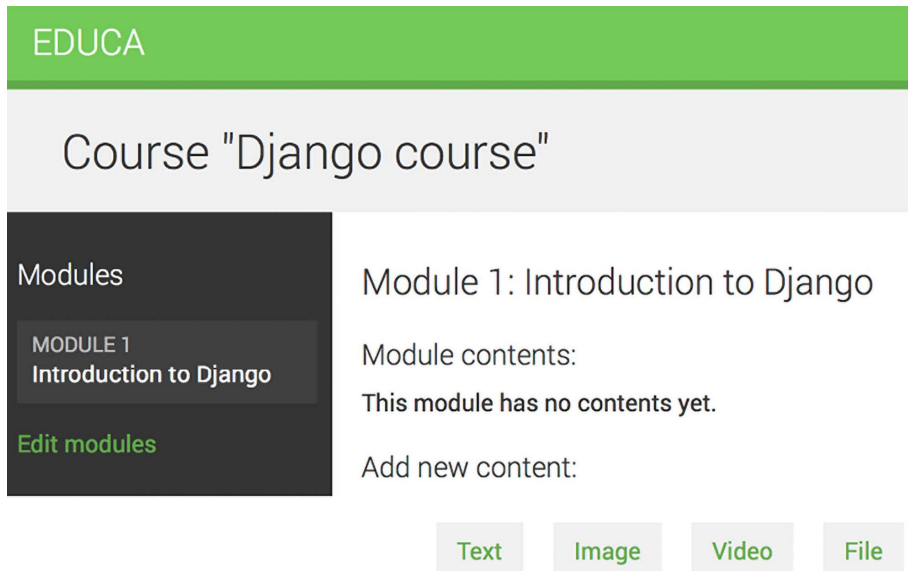 EDUCA
Course "Django course"
Modules
MODULE 1
Introduction to Django
Edit modules
Module 1: Introduction to Django
Module contents:
This module has no contents yet.
Add new content:
Text Image Video File